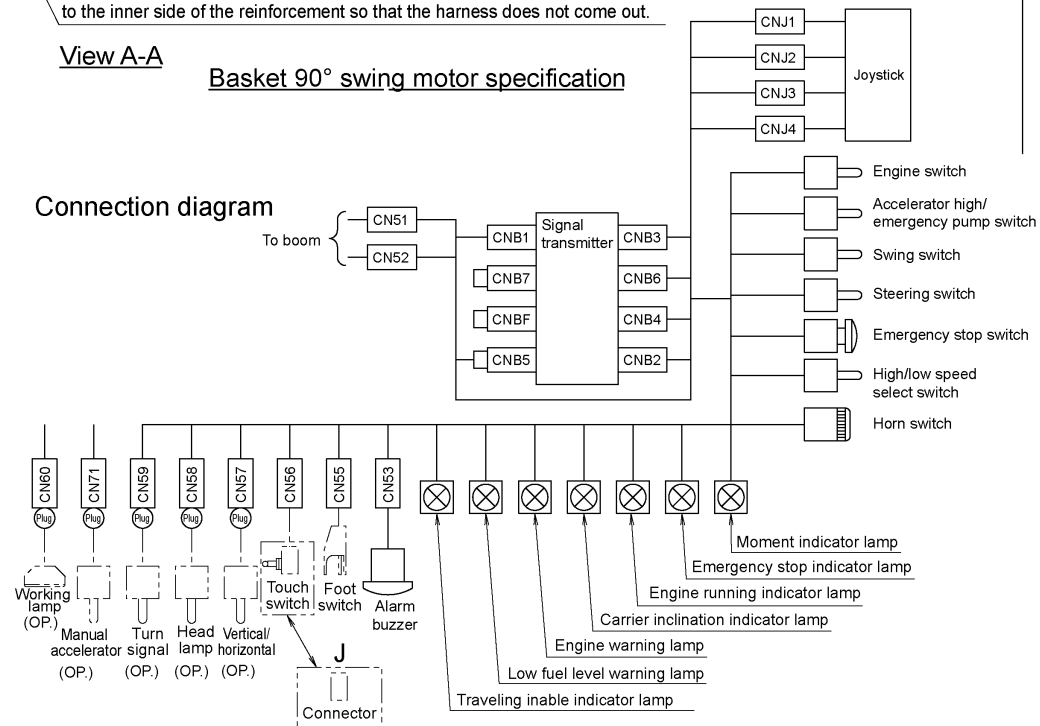 to the inner side of the reinforcement so that the harness does not come out.
View A-A
Basket 90° swing motor specification
CNJ1
CNJ2
CNJ3
CNJ4
Joystick
Connection diagram
To boom
CN51
CN52
CNB1
CNB7
CNBF
CNB5
Signal
transmitter
CNB3
CNB6
CNB4
CNB2
Engine switch
Accelerator high/
emergency pump switch
Swing switch
Steering switch
Emergency stop switch
High/low speed
select switch
Horn switch
CN60
CN71
CN59
CN58
CN57
CN56
CN55
CN53
Plug
Plug
Plug
Plug
Plug
Working
lamp
(OP.)
Manual
accelerator
(OP.)
Turn
signal
(OP.)
Head
lamp
(OP.)
Vertical/
horizontal
(OP.)
Touch
switch
Foot
switch
Alarm
buzzer
J
Connector
Moment indicator lamp
Emergency stop indicator lamp
Engine running indicator lamp
Carrier inclination indicator lamp
Engine warning lamp
Low fuel level warning lamp
Traveling inable indicator lamp